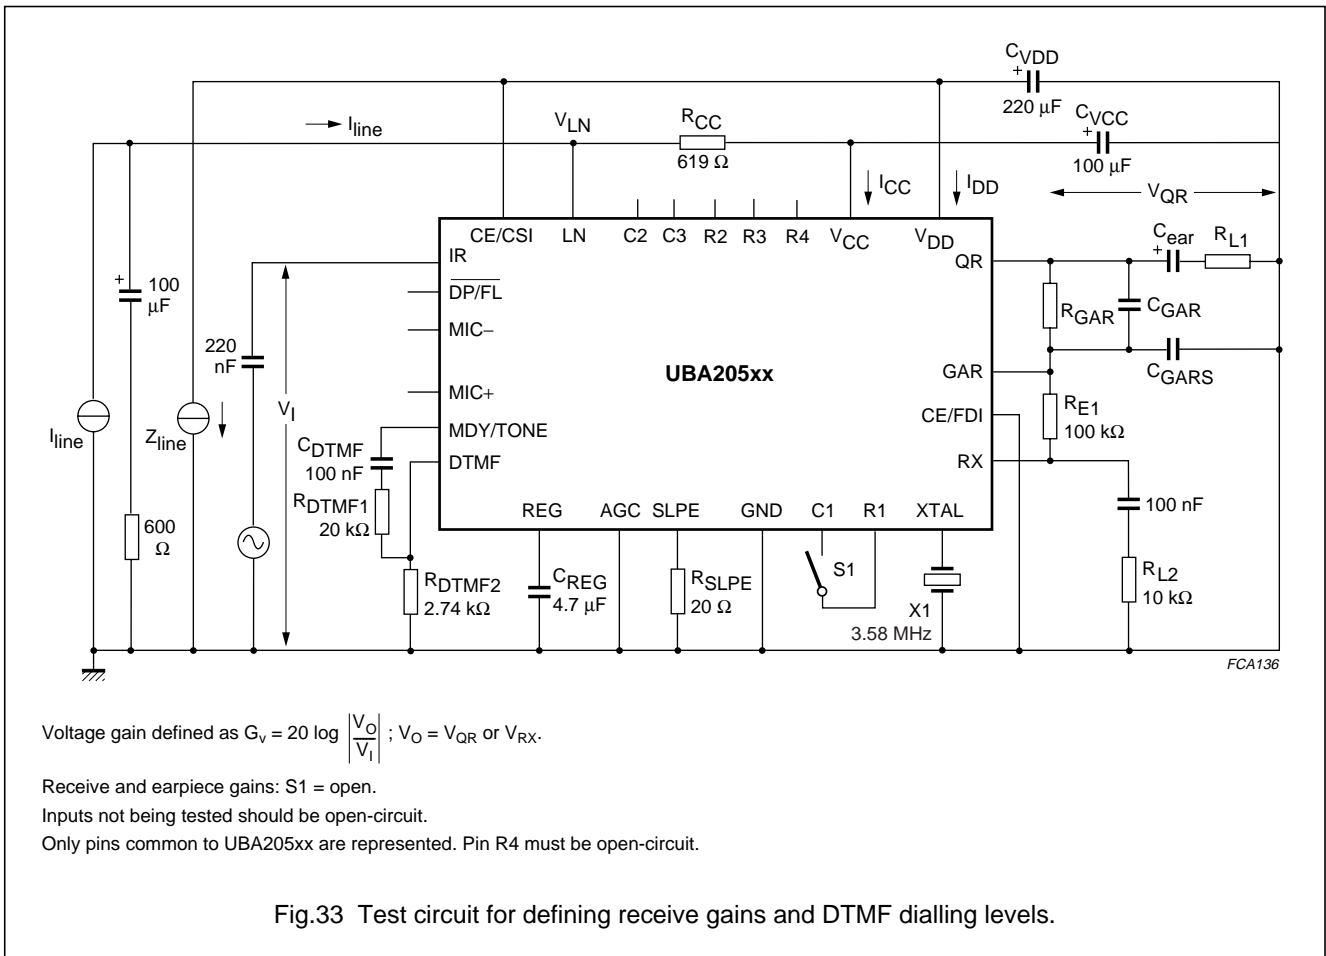 CVDD
+
220 µF
Iline
VLN
RCC
619 Ω
CVCC
+
100 µF
ICC
IDD
VQR
CE/CSI
LN
C2
C3
R2
R3
R4
VCC
VDD
Cear
+
RL1
IR
QR
+
100
µF
DP/FL
RGAR
CGAR
MIC−
220
nF
UBA205xx
GAR
CGARS
MIC+
VI
Iline
Zline
CE/FDI
RE1
100 kΩ
MDY/TONE
CDTMF
100 nF
DTMF
RX
RDTMF1
20 kΩ
REG
AGC
SLPE
GND
C1
R1
XTAL
100 nF
600
Ω
RDTMF2
2.74 kΩ
CREG
4.7 µF
RSLPE
20 Ω
S1
X1
3.58 MHz
RL2
10 kΩ
FCA136
Voltage gain defined as Gv = 20 log |VO/VI| ; VO = VQR or VRX.
Receive and earpiece gains: S1 = open.
Inputs not being tested should be open-circuit.
Only pins common to UBA205xx are represented. Pin R4 must be open-circuit.
Fig.33 Test circuit for defining receive gains and DTMF dialling levels.